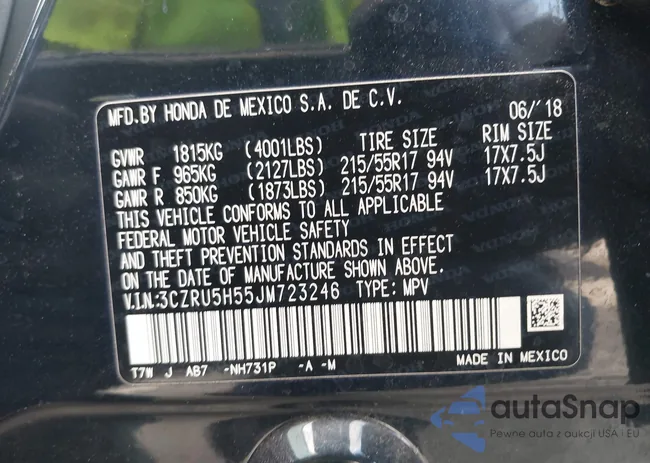 MFD.BY HONDA DE MEXICO S.A. DE C.V. 06/'18
GVWR 1815KG (4001LBS) TIRE SIZE RIM SIZE
GAWR F 965KG (2127LBS) 215/55R17 94V 17X7.5J
GAWR R 850KG (1873LBS) 215/55R17 94V 17X7.5J
THIS VEHICLE CONFORMS TO ALL APPLICABLE
FEDERAL MOTOR VEHICLE SAFETY
AND THEFT PREVENTION STANDARDS IN EFFECT
ON THE DATE OF MANUFACTURE SHOWN ABOVE.
V.I.N:3CZRU5H55JM723246 TYPE: MPV
T7W J AB7 -NH731P -A -M MADE IN MEXICO
autaSnap
Pewne auta z aukcji USA i EU